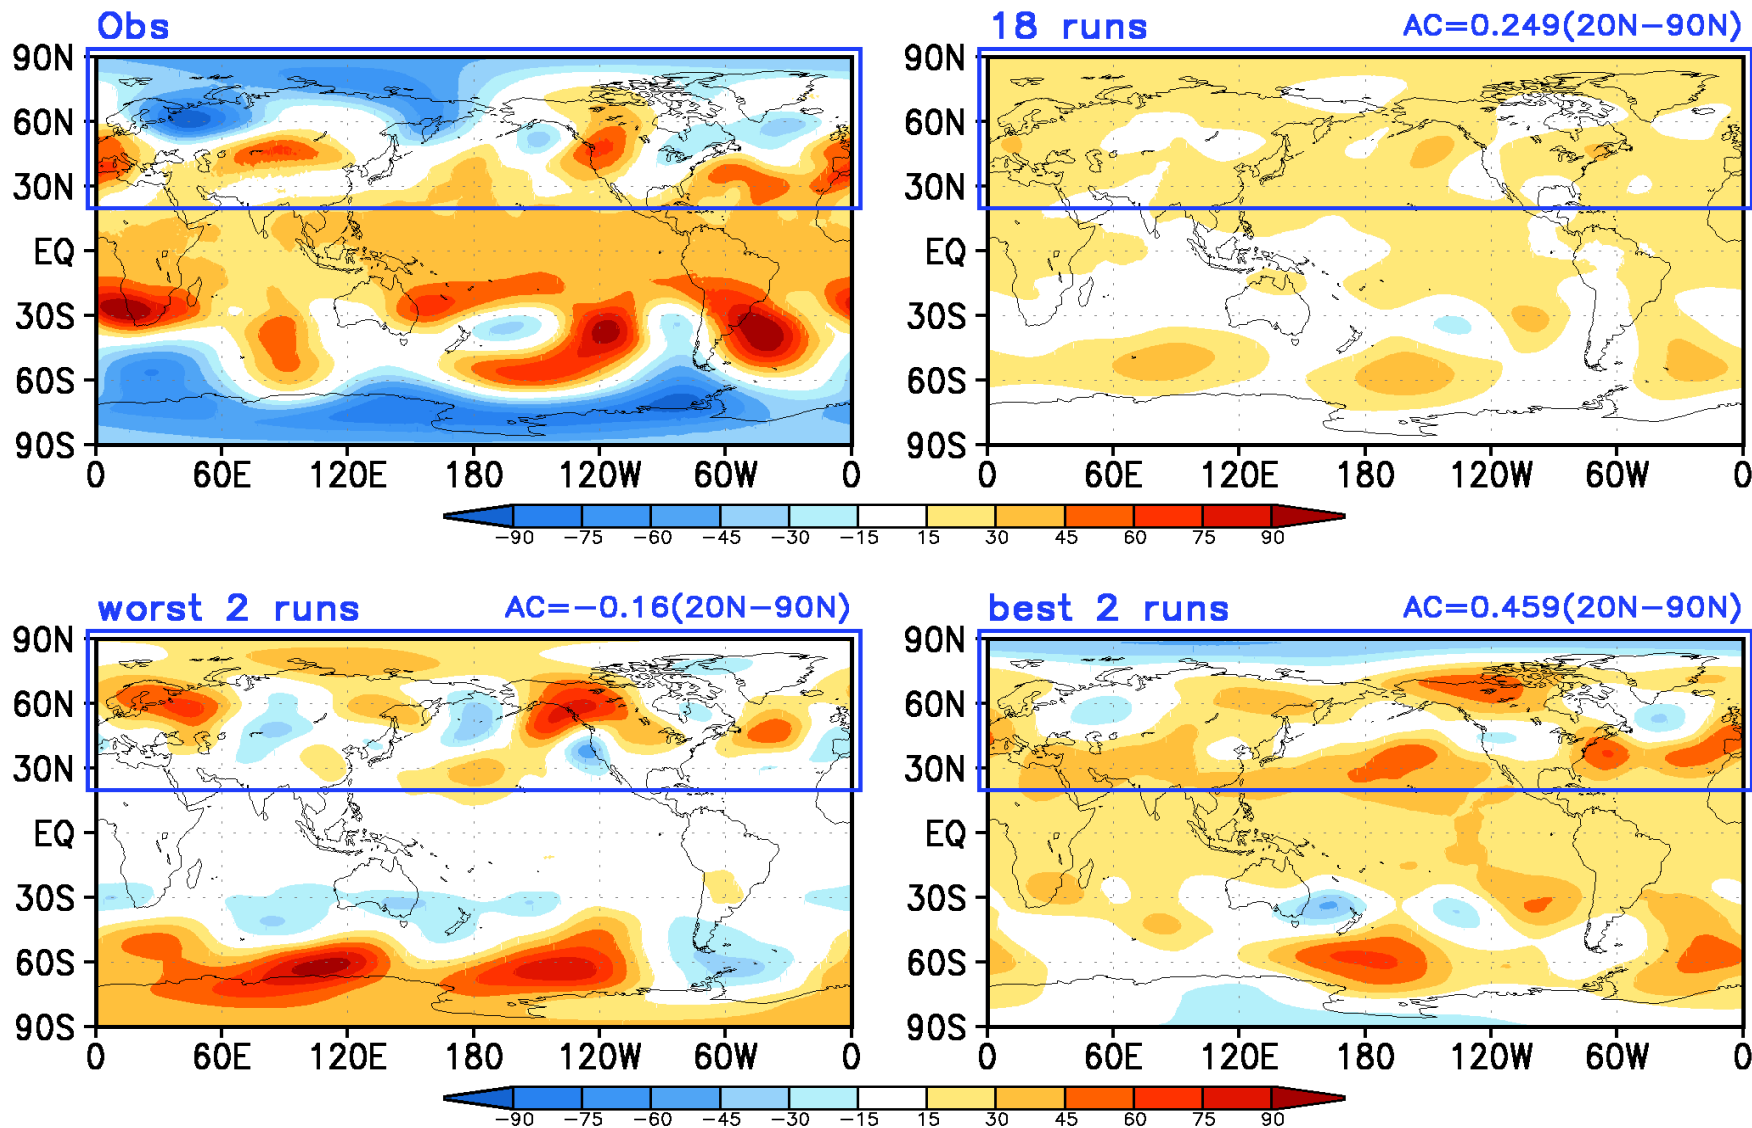 Obs
18 runs AC=0.249(20N−90N)
90N
60N
30N
EQ
30S
60S
90S
0 60E 120E 180 120W 60W 0
90N
60N
30N
EQ
30S
60S
90S
0 60E 120E 180 120W 60W 0
−90 −75 −60 −45 −30 −15 15 30 45 60 75 90
worst 2 runs AC=−0.16(20N−90N)
best 2 runs AC=0.459(20N−90N)
90N
60N
30N
EQ
30S
60S
90S
0 60E 120E 180 120W 60W 0
90N
60N
30N
EQ
30S
60S
90S
0 60E 120E 180 120W 60W 0
−90 −75 −60 −45 −30 −15 15 30 45 60 75 90